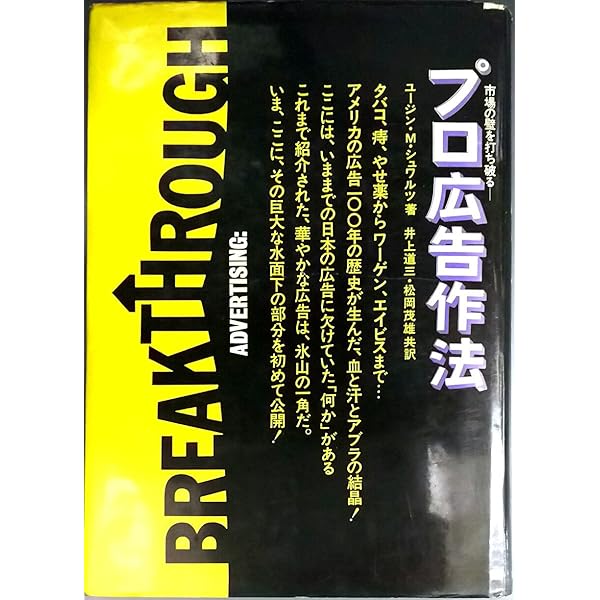 市場の壁を打ち破る―
プロ広告作法
ユージン・M・シュワルツ著 井上道三・松岡茂雄共訳
タバコ、痔、やせ薬からワーゲン、エイビスまで…
アメリカの広告一〇〇年の歴史が生んだ、血と汗とアブラの結晶!
ここには、いままでの日本の広告に欠けていた「何か」がある
これまで紹介された、華やかな広告は、氷山の一角だ。
いま、ここに、その巨大な水面下の部分を初めて公開!
BREAKTHROUGH
ADVERTISING: